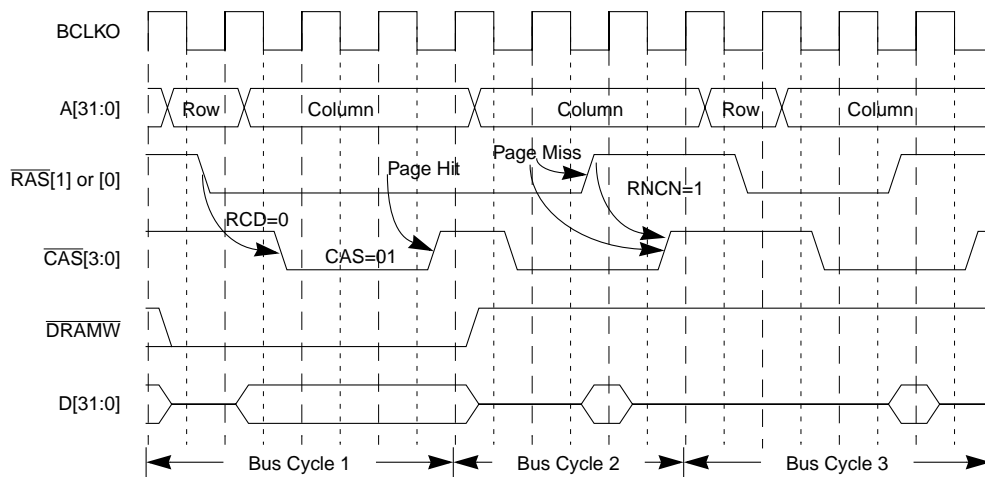 BCLKO
A[31:0]
Row
Column
Column
Row
Column
RAS[1] or [0]
Page Hit
Page Miss
RNCN=1
RCD=0
CAS[3:0]
CAS=01
DRAMW
D[31:0]
Bus Cycle 1
Bus Cycle 2
Bus Cycle 3